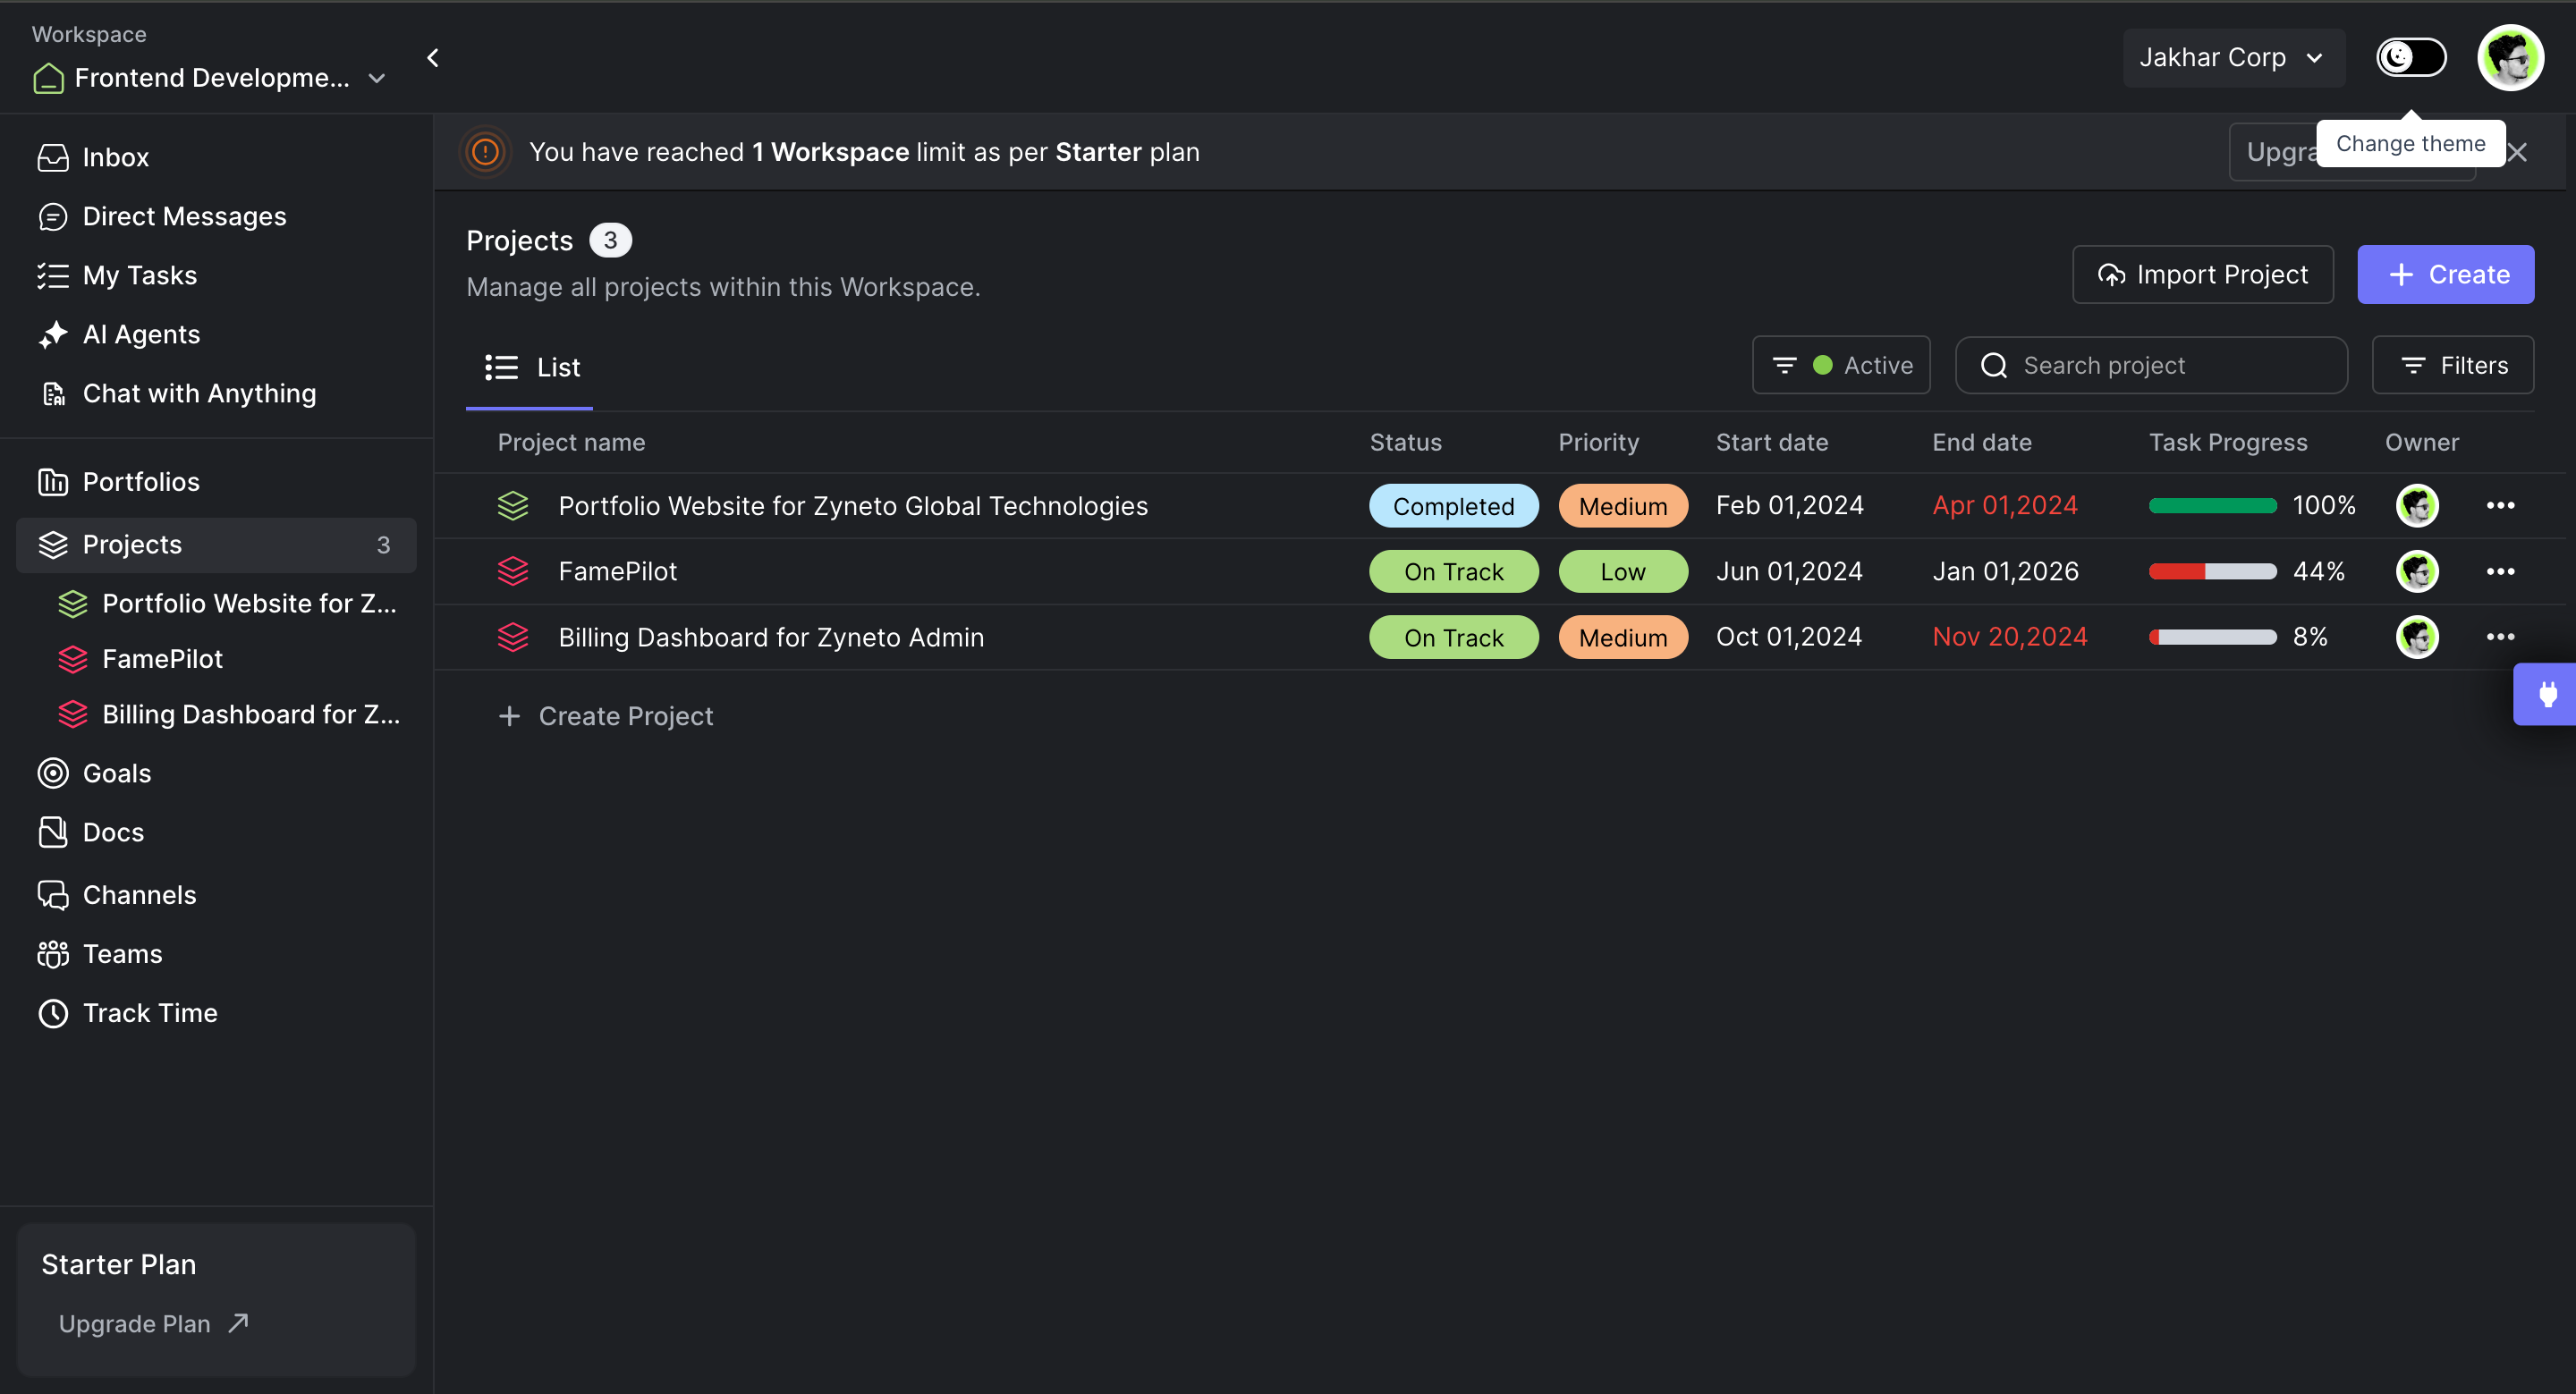 Workspace
Frontend Developme...
Jakhar Corp
Change theme
Inbox
Direct Messages
My Tasks
AI Agents
Chat with Anything
Portfolios
Projects 3
Portfolio Website for Z...
FamePilot
Billing Dashboard for Z...
Goals
Docs
Channels
Teams
Track Time
Starter Plan
Upgrade Plan
You have reached 1 Workspace limit as per Starter plan
Projects 3
Manage all projects within this Workspace.
Import Project
Create
List
Active
Search project
Filters
Project name Status Priority Start date End date Task Progress Owner
Portfolio Website for Zyneto Global Technologies Completed Medium Feb 01,2024 Apr 01,2024 100%
FamePilot On Track Low Jun 01,2024 Jan 01,2026 44%
Billing Dashboard for Zyneto Admin On Track Medium Oct 01,2024 Nov 20,2024 8%
Create Project